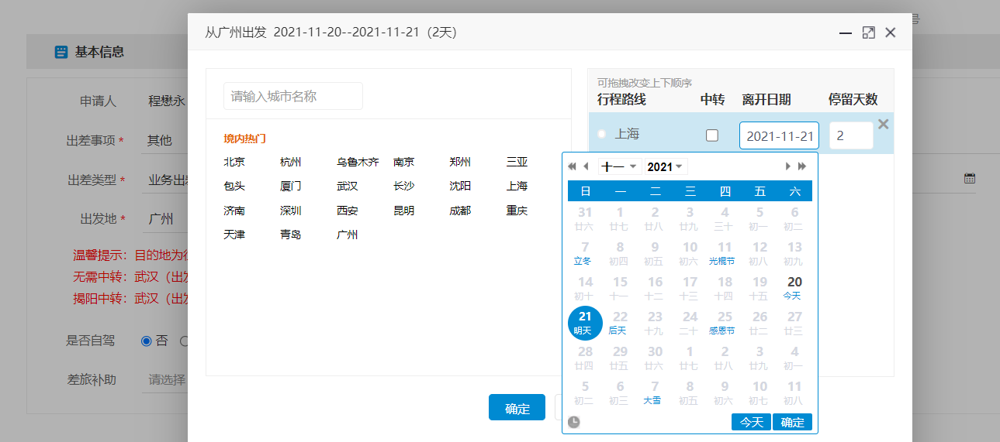 从广州出发 2021-11-20--2021-11-21（2天）
基本信息
申请人 程懋永
出差事项 * 其他
出差类型 * 业务出差
出发地 * 广州
温馨提示：目的地为往
无需中转：武汉（出发
揭阳中转：武汉（出发
是否自驾 否
差旅补助 请选择
请输入城市名称
境内热门
北京 杭州 乌鲁木齐 南京 郑州 三亚
包头 厦门 武汉 长沙 沈阳 上海
济南 深圳 西安 昆明 成都 重庆
天津 青岛 广州
可拖拽改变上下顺序
行程路线 中转 离开日期 停留天数
上海 2021-11-21 2
十一 2021
日 一 二 三 四 五 六
31 1 2 3 4 5 6
廿六 廿七 廿八 廿九 三十 初一 初二
7 8 9 10 11 12 13
立冬 初四 初五 初六 光棍节 初八 初九
14 15 16 17 18 19 20
初十 十一 十二 十三 十四 十五 今天
21 22 23 24 25 26 27
明天 后天 十九 二十 感恩节 廿二 廿三
28 29 30 1 2 3 4
廿四 廿五 廿六 廿七 廿八 廿九 初一
5 6 7 8 9 10 11
初二 初三 大雪 初五 初六 初七 初八
今天 确定
确定